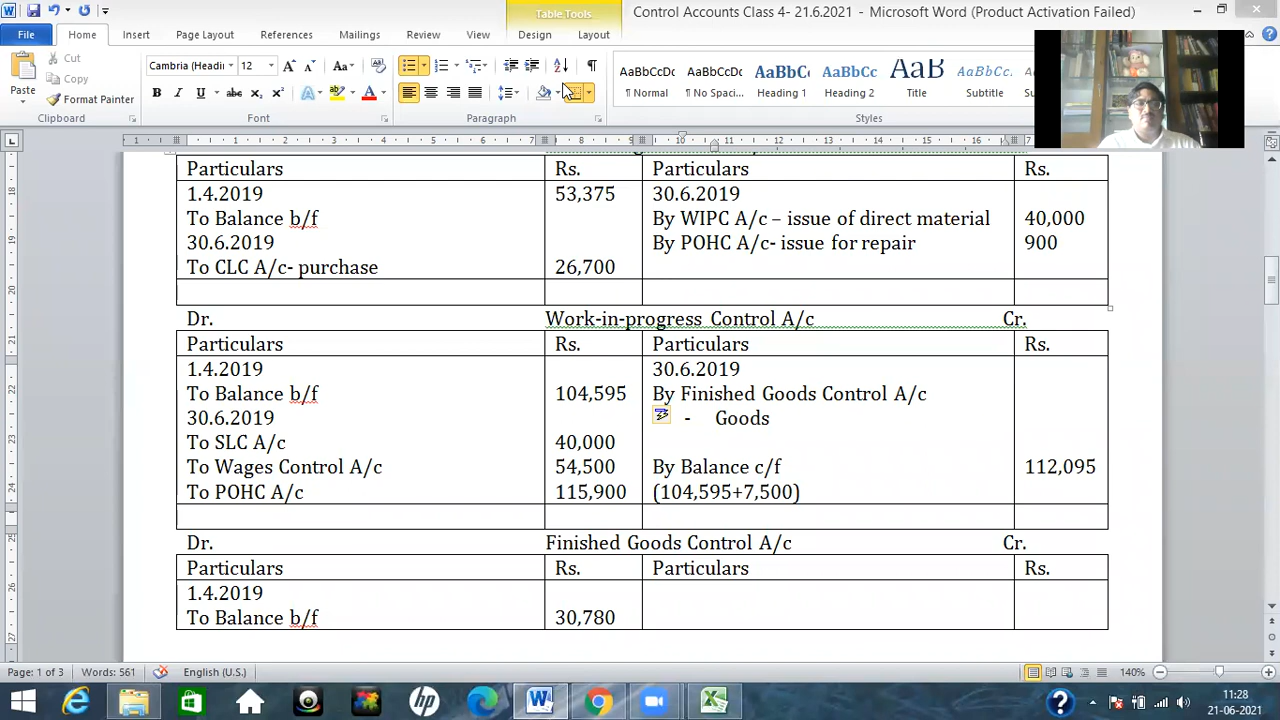 Table Tools
Control Accounts Class 4- 21.6.2021 - Microsoft Word (Product Activation Failed)
File Home Insert Page Layout References Mailings Review View Design Layout
Cut
Copy
Format Painter
Paste
Clipboard
Cambria (Headi 12
Font
Paragraph
AaBbCcDc AaBbCcDc AaBbCc AaBbCc AaB AaBbCc
¶ Normal ¶ No Spaci... Heading 1 Heading 2 Title Subtitle
Styles
Particulars Rs. Particulars Rs.
1.4.2019 53,375 30.6.2019
To Balance b/f By WIPC A/c – issue of direct material 40,000
30.6.2019 By POHC A/c- issue for repair 900
To CLC A/c- purchase 26,700
Dr. Work-in-progress Control A/c Cr.
Particulars Rs. Particulars Rs.
1.4.2019 30.6.2019
To Balance b/f 104,595 By Finished Goods Control A/c
30.6.2019 - Goods
To SLC A/c 40,000
To Wages Control A/c 54,500 By Balance c/f 112,095
To POHC A/c 115,900 (104,595+7,500)
Dr. Finished Goods Control A/c Cr.
Particulars Rs. Particulars Rs.
1.4.2019
To Balance b/f 30,780
Page: 1 of 3 Words: 561 English (U.S.) 140%
11:28
21-06-2021